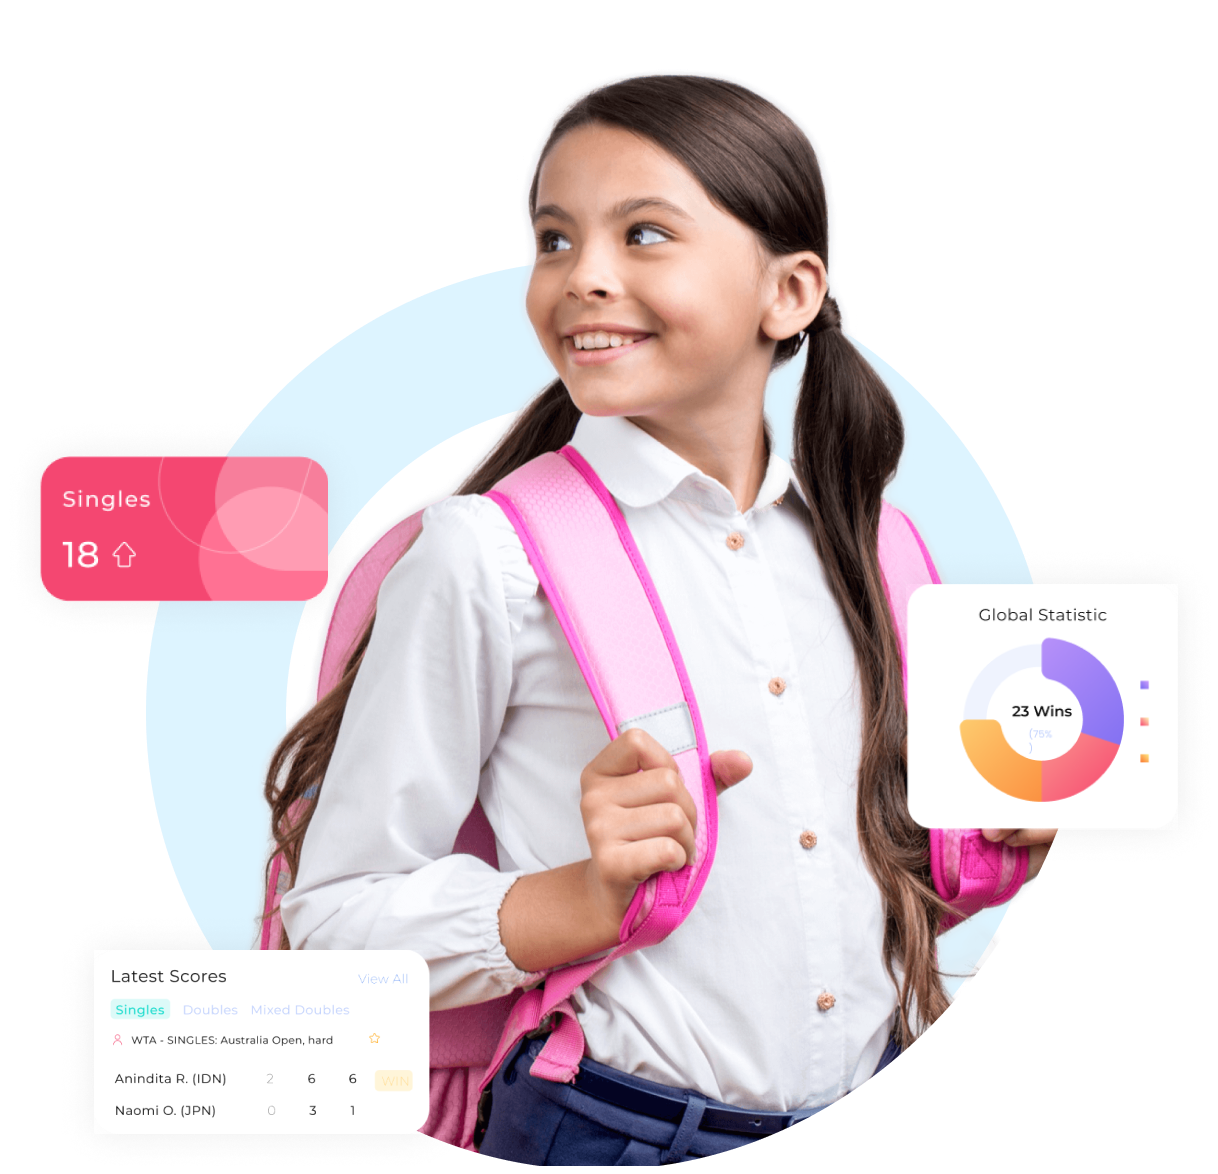 Singles
18
Global Statistic
23 Wins
(75%
)
Latest Scores
View All
Singles Doubles Mixed Doubles
WTA - SINGLES: Australia Open, hard
Anindita R. (IDN) 2 6 6 WIN
Naomi O. (JPN) 0 3 1